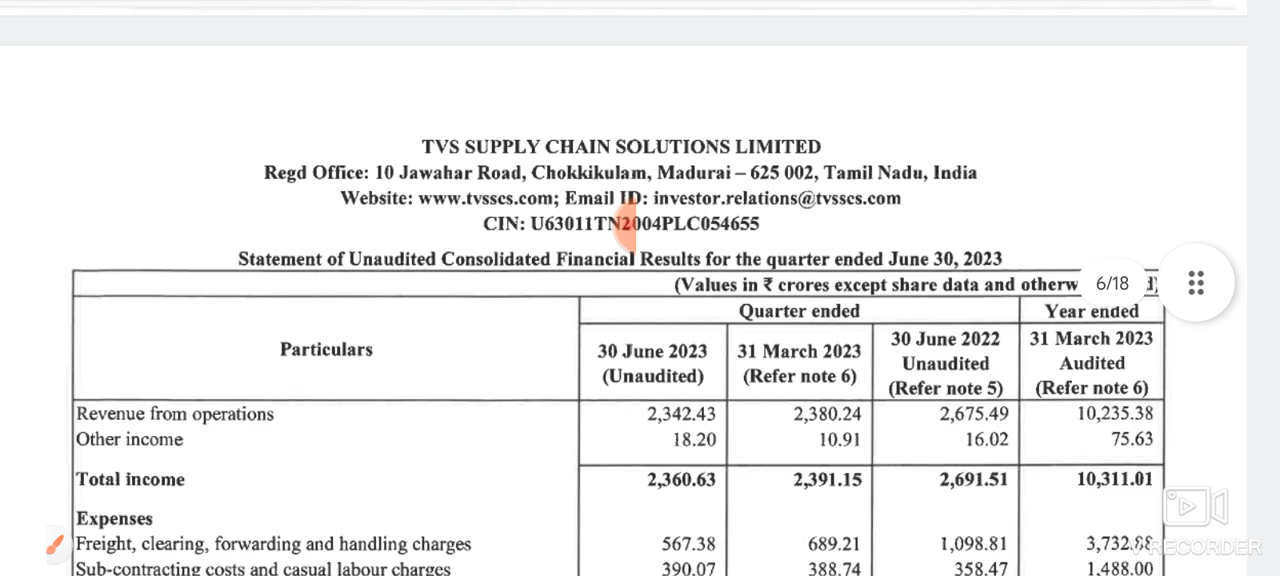 TVS SUPPLY CHAIN SOLUTIONS LIMITED
Regd Office: 10 Jawahar Road, Chokkikulam, Madurai – 625 002, Tamil Nadu, India
Website: www.tvsscs.com; Email ID: investor.relations@tvsscs.com
CIN: U63011TN2004PLC054655
Statement of Unaudited Consolidated Financial Results for the quarter ended June 30, 2023
(Values in ₹ crores except share data and
6/18
Quarter ended Year ended
Particulars 30 June 2023 (Unaudited) 31 March 2023 (Refer note 6) 30 June 2022 Unaudited (Refer note 5) 31 March 2023 Audited (Refer note 6)
Revenue from operations 2,342.43 2,380.24 2,675.49 10,235.38
Other income 18.20 10.91 16.02 75.63
Total income 2,360.63 2,391.15 2,691.51 10,311.01
Expenses
Freight, clearing, forwarding and handling charges 567.38 689.21 1,098.81
Sub-contracting costs and casual labour charges 390.07 388.74 358.47 1,488.00
RECORDER